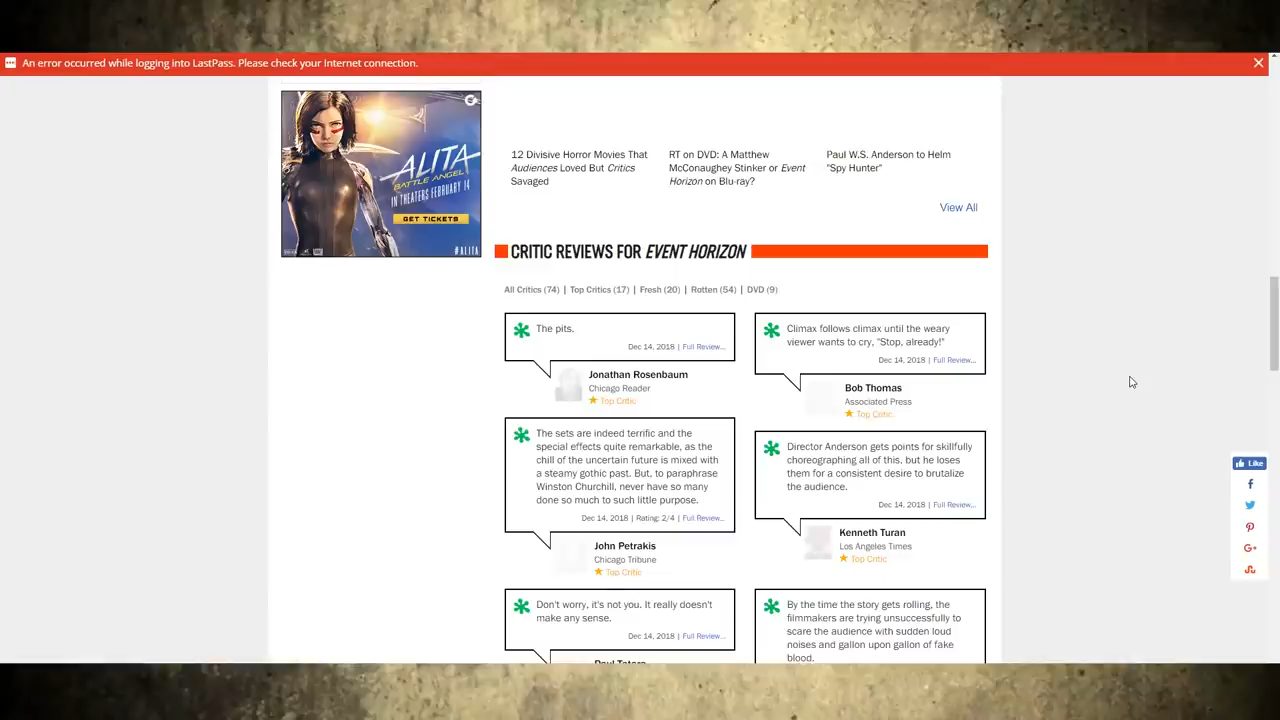 An error occurred while logging into LastPass. Please check your Internet connection.
ALITA
BATTLE ANGEL
IN THEATERS FEBRUARY 14
GET TICKETS
#ALITA
12 Divisive Horror Movies That
Audiences Loved But Critics
Savaged
RT on DVD: A Matthew
McConaughey Stinker or Event
Horizon on Blu-ray?
Paul W.S. Anderson to Helm
"Spy Hunter"
View All
CRITIC REVIEWS FOR EVENT HORIZON
All Critics (74) | Top Critics (17) | Fresh (20) | Rotten (54) | DVD (9)
The pits.
Dec 14, 2018 | Full Review...
Jonathan Rosenbaum
Chicago Reader
Top Critic
Climax follows climax until the weary
viewer wants to cry, "Stop, already!"
Dec 14, 2018 | Full Review...
Bob Thomas
Associated Press
Top Critic
The sets are indeed terrific and the
special effects quite remarkable, as the
chill of the uncertain future is mixed with
a steamy gothic past. But, to paraphrase
Winston Churchill, never have so many
done so much to such little purpose.
Dec 14, 2018 | Rating: 2/4 | Full Review...
John Petrakis
Chicago Tribune
Top Critic
Director Anderson gets points for skillfully
choreographing all of this, but he loses
them for a consistent desire to brutalize
the audience.
Dec 14, 2018 | Full Review...
Kenneth Turan
Los Angeles Times
Top Critic
Don't worry, it's not you. It really doesn't
make any sense.
Dec 14, 2018 | Full Review...
By the time the story gets rolling, the
filmmakers are trying unsuccessfully to
scare the audience with sudden loud
noises and gallon upon gallon of fake
blood.
Like